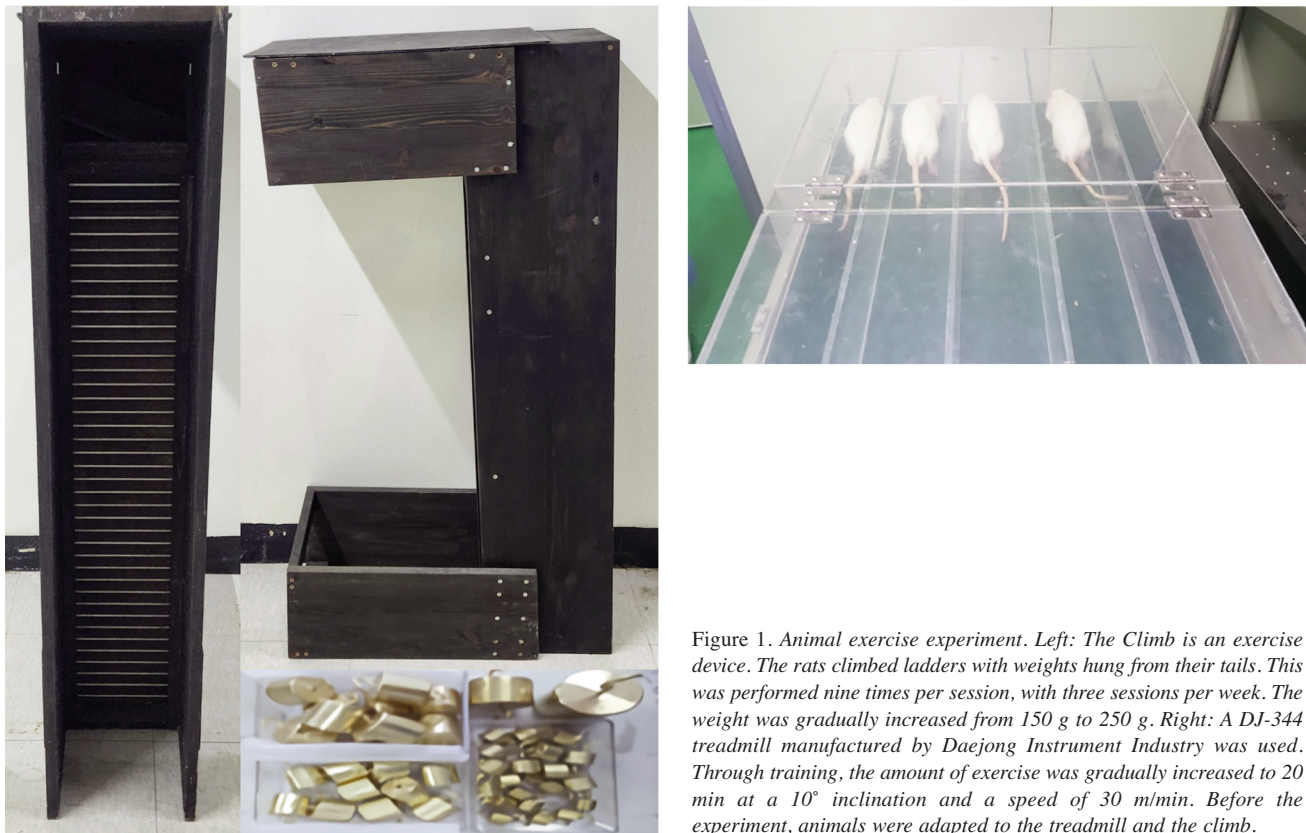 Figure 1. Animal exercise experiment. Left: The Climb is an exercise
device. The rats climbed ladders with weights hung from their tails. This
was performed nine times per session, with three sessions per week. The
weight was gradually increased from 150 g to 250 g. Right: A DJ-344
treadmill manufactured by Daejong Instrument Industry was used.
Through training, the amount of exercise was gradually increased to 20
min at a 10° inclination and a speed of 30 m/min. Before the
experiment, animals were adapted to the treadmill and the climb.